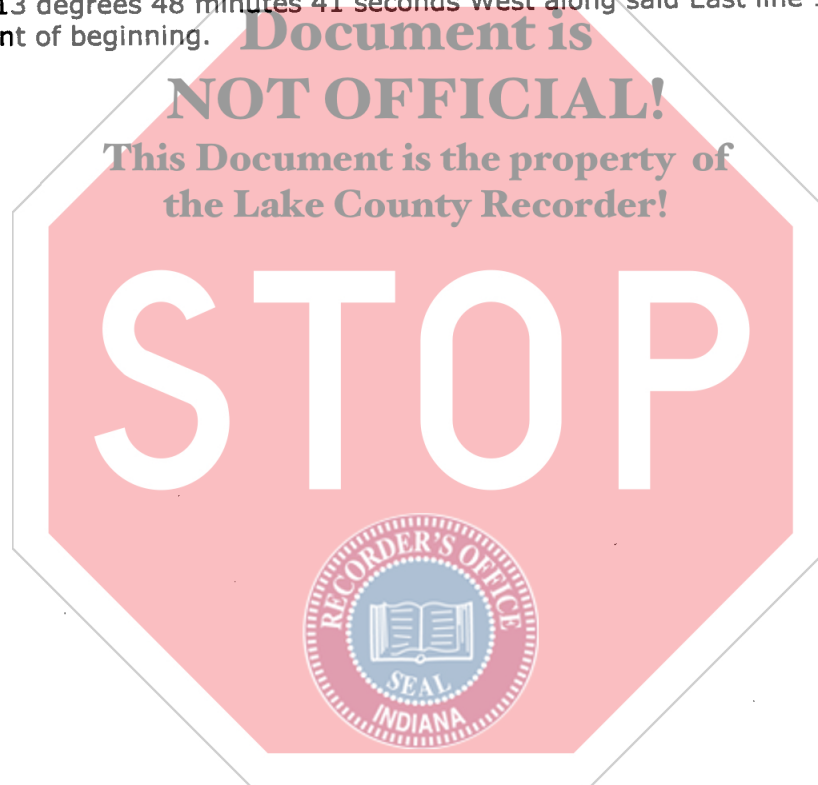 13 degrees 48 minutes 41 seconds West along said East line
nt of beginning.
Document is
NOT OFFICIAL!
This Document is the property of
the Lake County Recorder!
STOP
RECORDER'S OFFICE
SEAL
INDIANA